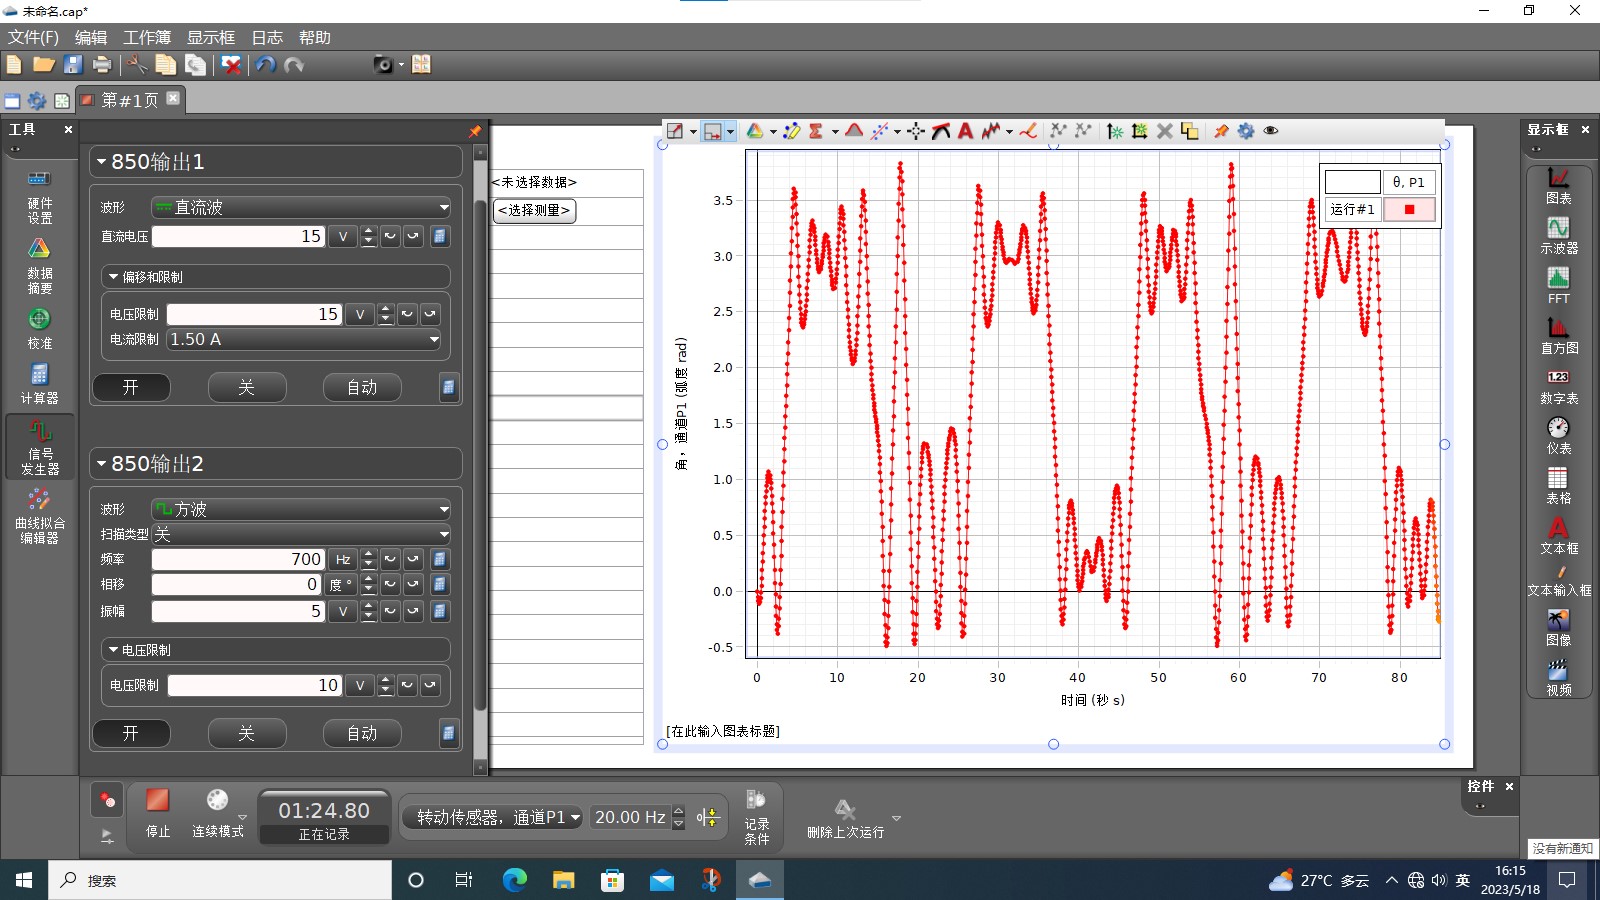 未命名.cap*
文件(F) 编辑 工作簿 显示框 日志 帮助
第#1页
工具
硬件
设置
数据
摘要
校准
计算器
信号
发生器
曲线拟合
编辑器
850输出1
波形 直流波
直流电压 15 V
偏移和限制
电压限制 15 V
电流限制 1.50 A
开 关 自动
850输出2
波形 方波
扫描类型 关
频率 700 Hz
相移 0 度 °
振幅 5 V
电压限制
电压限制 10 V
开 关 自动
<未选择数据>
<选择测量>
θ, P1
运行#1
角，通道P1 (弧度 rad)
3.5
3.0
2.5
2.0
1.5
1.0
0.5
0.0
-0.5
0 10 20 30 40 50 60 70 80
时间 (秒 s)
[在此输入图表标题]
显示框
图表
示波器
FFT
直方图
1.23
数字表
仪表
表格
A
文本框
文本输入框
图像
视频
控件
停止
连续模式
01:24.80
正在记录
转动传感器，通道P1
20.00 Hz
记录
条件
删除上次运行
没有新通知
搜索
27°C 多云
英
16:15
2023/5/18